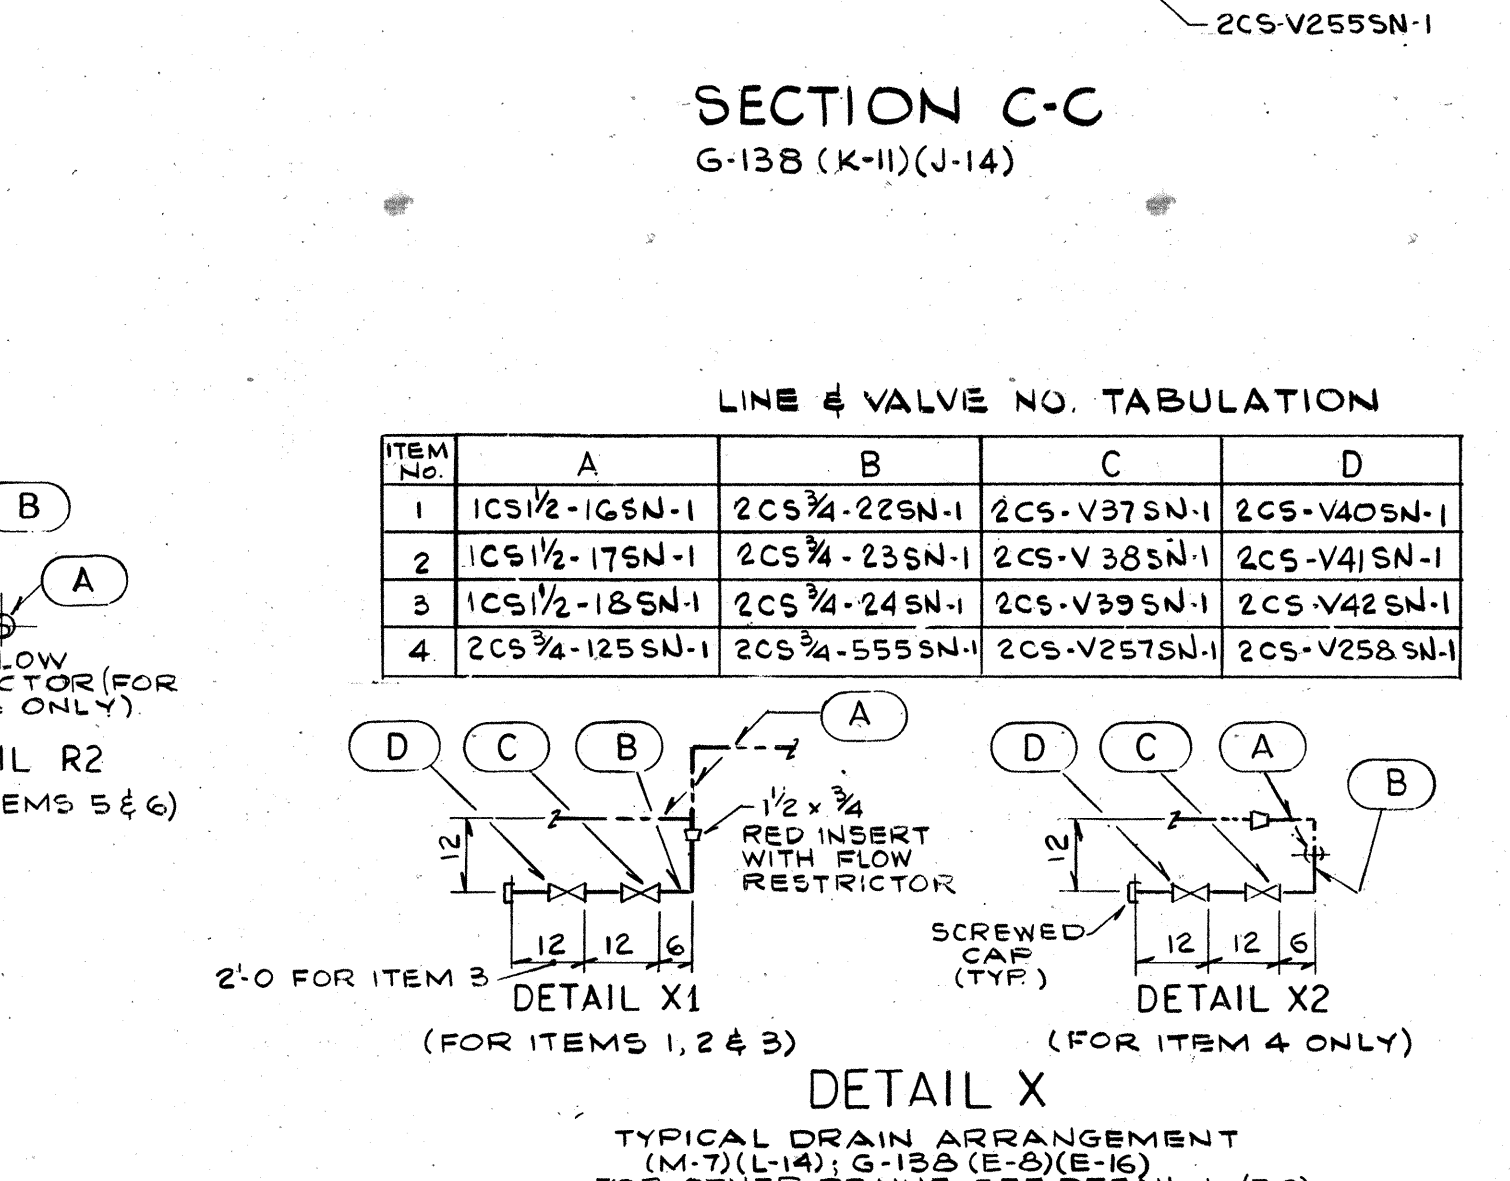 2CS-V255SN-1
SECTION C-C
G-138 (K-11)(J-14)
LINE & VALVE NO. TABULATION
ITEM NO. A B C D
1 1CS1½-16SN-1 2CS¾-22SN-1 2CS-V37SN-1 2CS-V40SN-1
2 1CS1½-17SN-1 2CS¾-23SN-1 2CS-V38SN-1 2CS-V41SN-1
3 1CS1½-18SN-1 2CS¾-24SN-1 2CS-V39SN-1 2CS-V42SN-1
4 2CS¾-125SN-1 2CS¾-555SN-1 2CS-V257SN-1 2CS-V258SN-1
B
A
(FOR
ONLY)
R2
5 & 6)
D C B A
1½ x ¾
RED INSERT
WITH FLOW
RESTRICTOR
12
12 12 6
2'-0 FOR ITEM 3
DETAIL X1
(FOR ITEMS 1, 2 & 3)
D C A B
12
SCREWED
CAP
(TYP.)
12 12 6
DETAIL X2
(FOR ITEM 4 ONLY)
DETAIL X
TYPICAL DRAIN ARRANGEMENT
(M-7)(L-14); G-138 (E-8)(E-16)